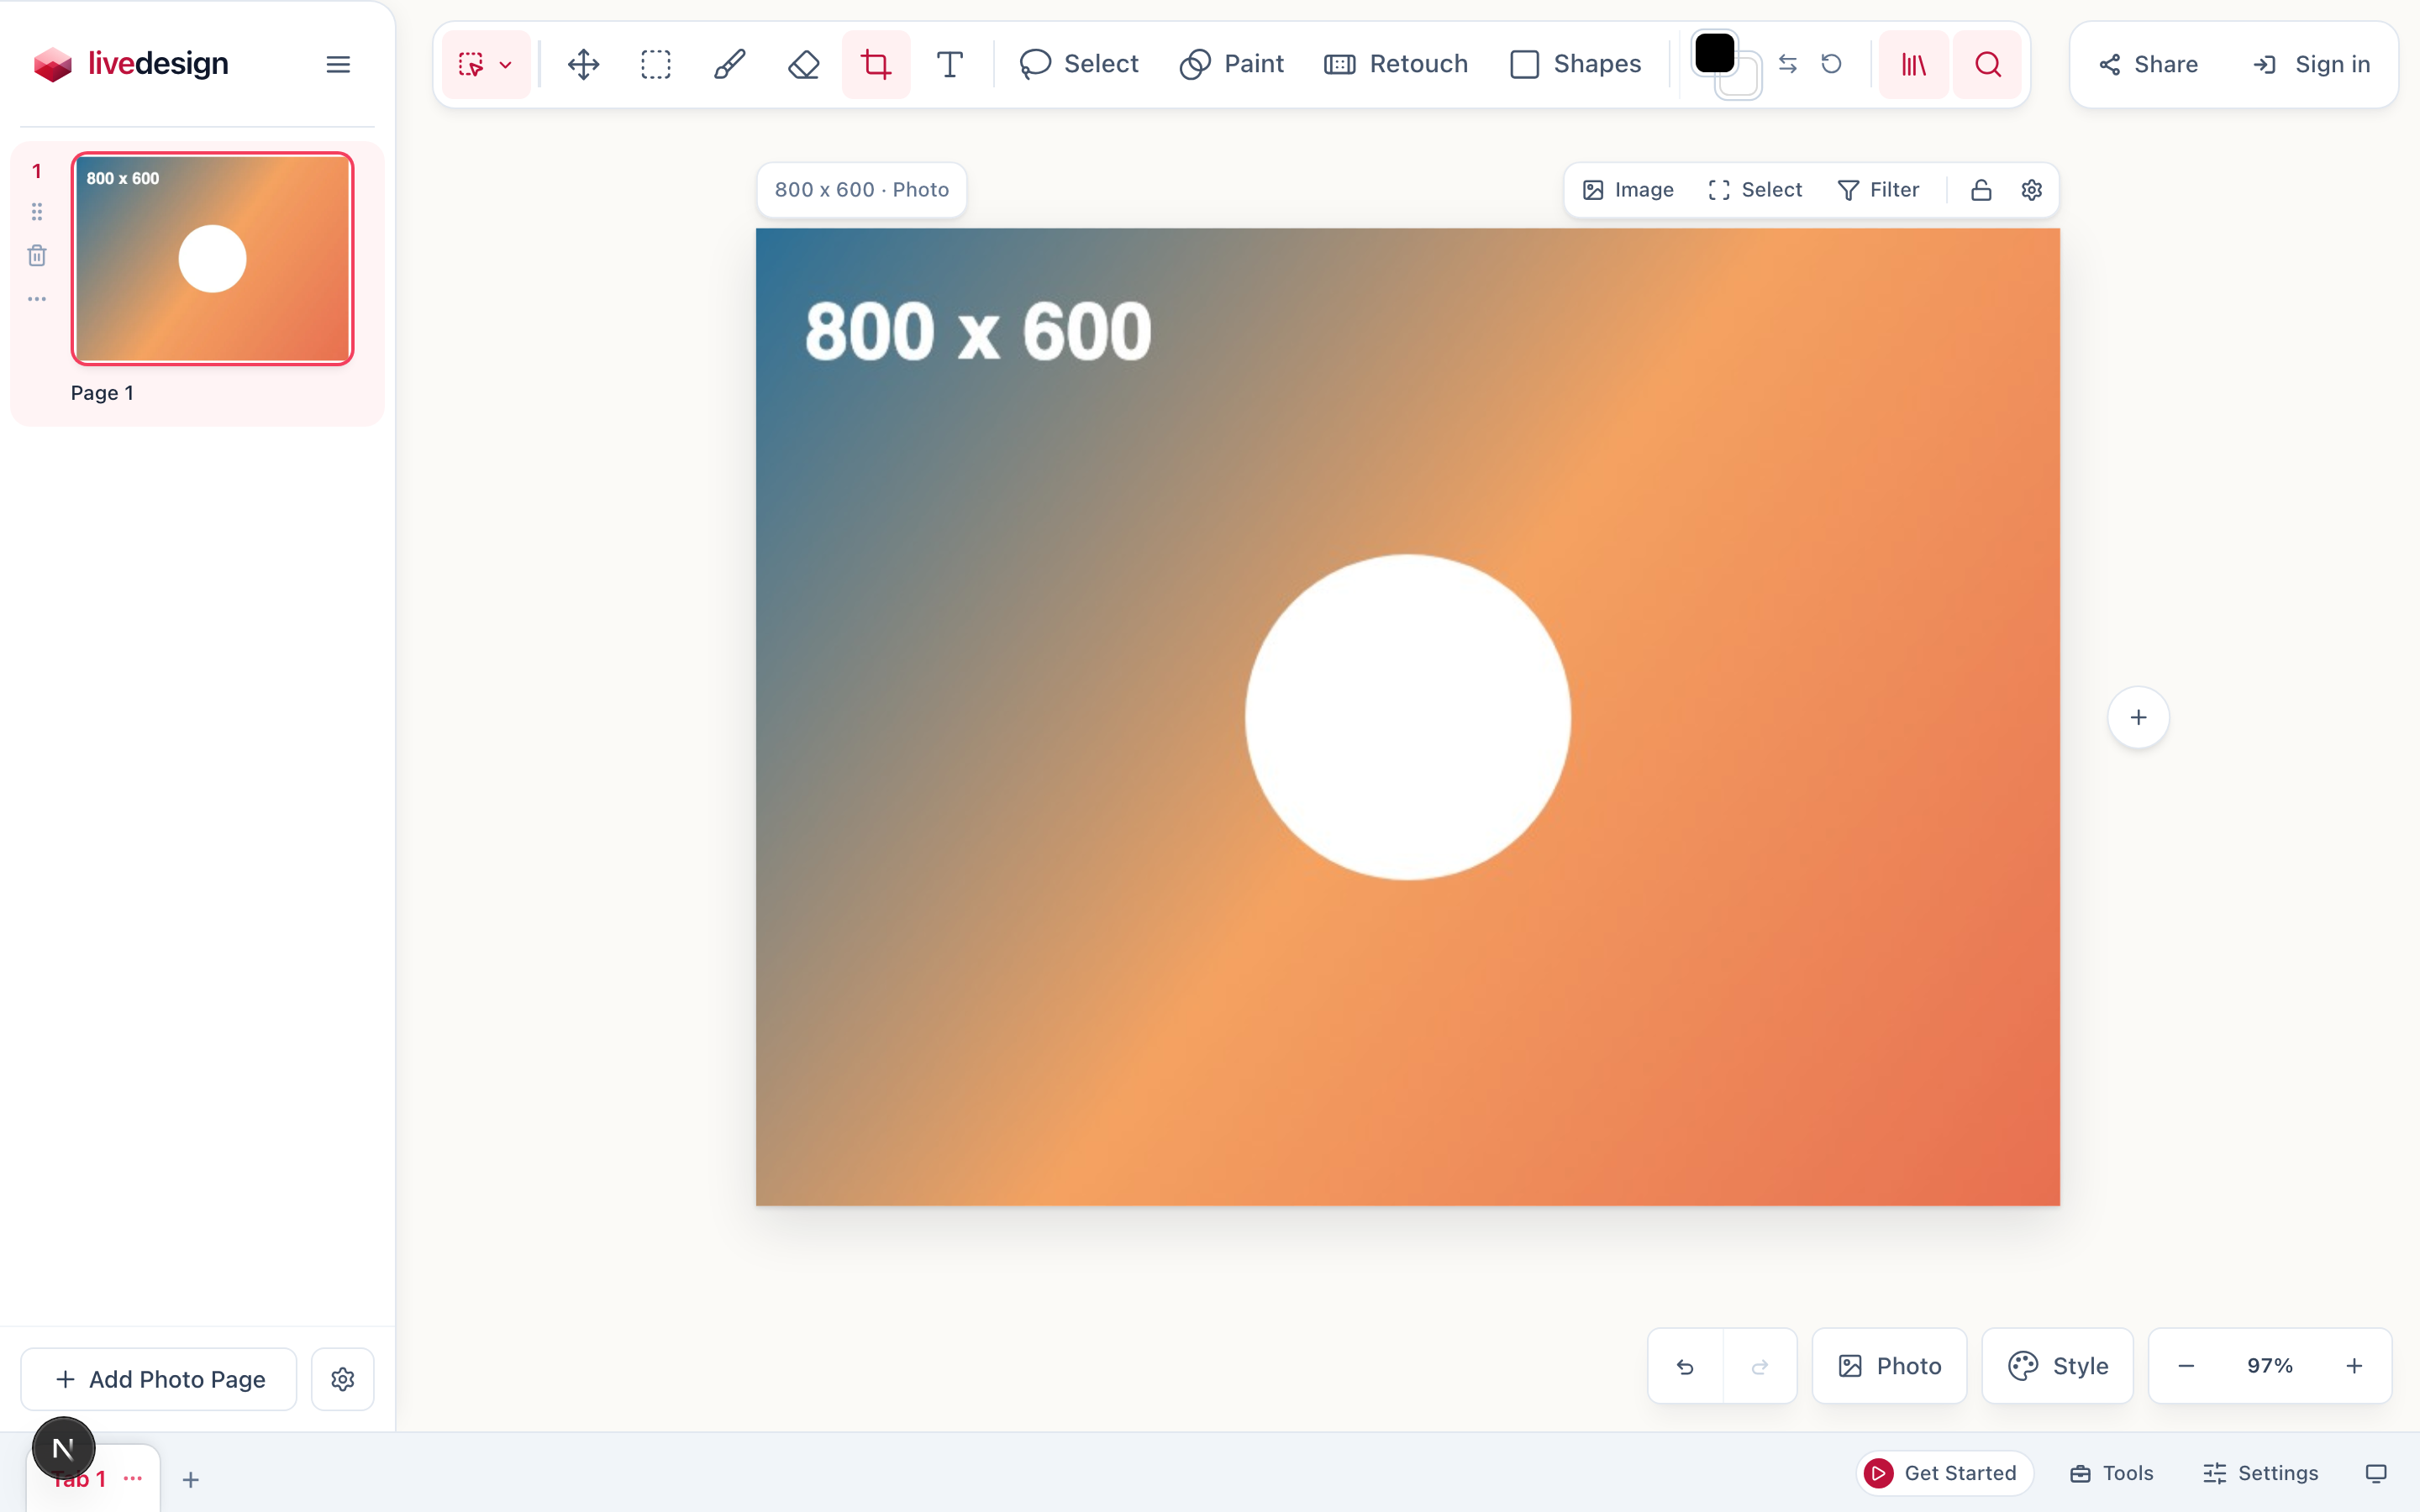 livedesign
Select
Paint
Retouch
Shapes
Share
Sign in
1
800 x 600
Page 1
800 x 600 · Photo
Image
Select
Filter
800 x 600
Add Photo Page
Photo
Style
97%
N
Tab 1
Get Started
Tools
Settings